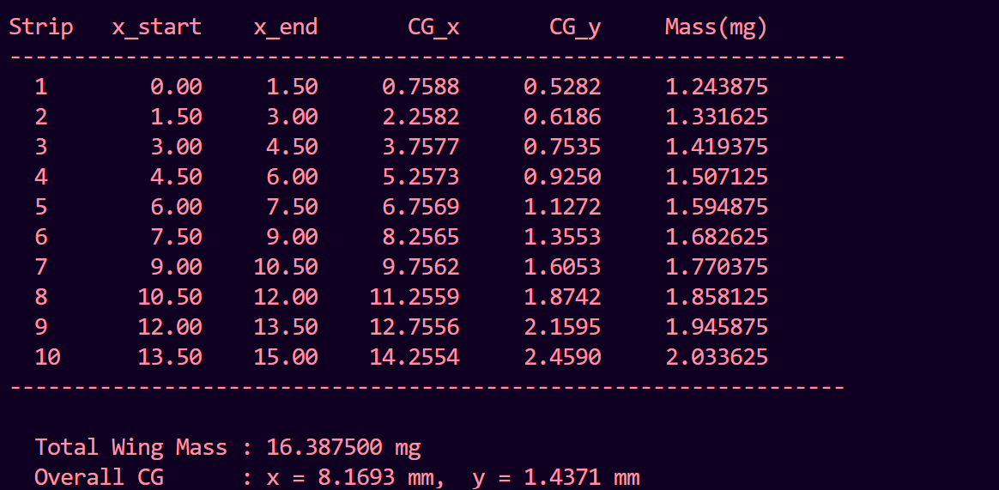 Strip   x_start    x_end       CG_x       CG_y     Mass(mg)
-----------------------------------------------------------------
  1        0.00     1.50     0.7588     0.5282     1.243875
  2        1.50     3.00     2.2582     0.6186     1.331625
  3        3.00     4.50     3.7577     0.7535     1.419375
  4        4.50     6.00     5.2573     0.9250     1.507125
  5        6.00     7.50     6.7569     1.1272     1.594875
  6        7.50     9.00     8.2565     1.3553     1.682625
  7        9.00    10.50     9.7562     1.6053     1.770375
  8       10.50    12.00    11.2559     1.8742     1.858125
  9       12.00    13.50    12.7556     2.1595     1.945875
  10      13.50    15.00    14.2554     2.4590     2.033625
-----------------------------------------------------------------
  Total Wing Mass : 16.387500 mg
  Overall CG      : x = 8.1693 mm,  y = 1.4371 mm